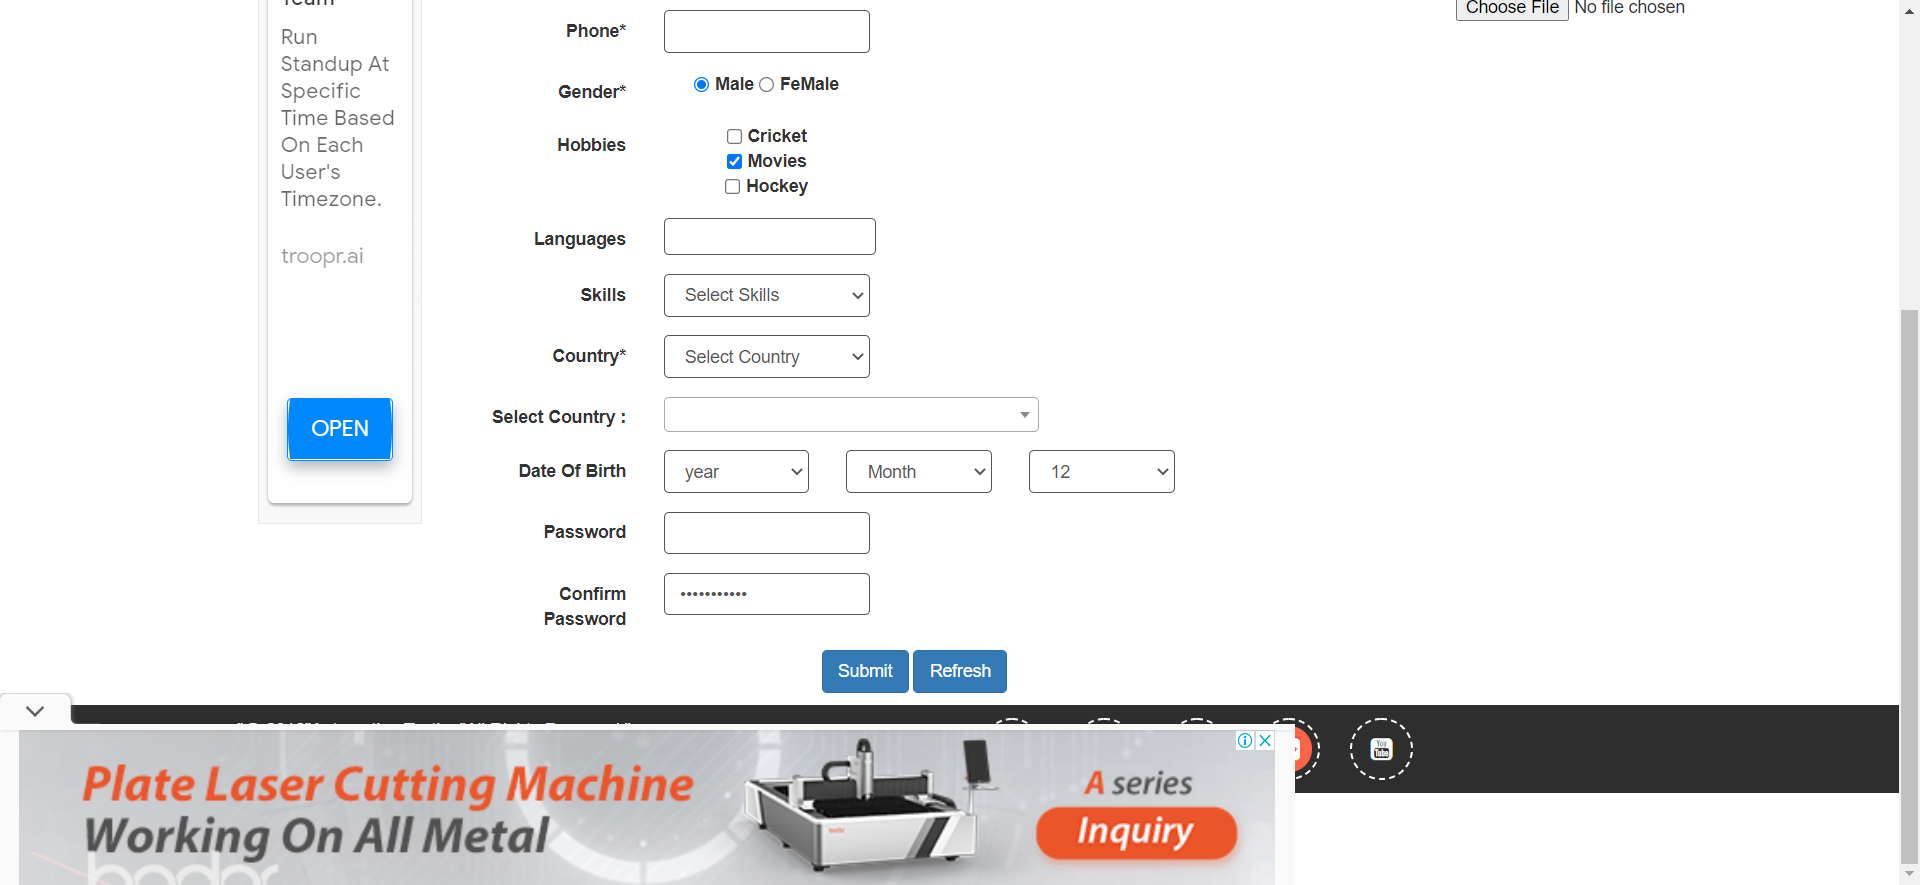 Run
Standup At
Specific
Time Based
On Each
User's
Timezone.
troopr.ai
OPEN
Choose File No file chosen
Phone*
Gender*
Male FeMale
Hobbies
Cricket
Movies
Hockey
Languages
Skills
Select Skills
Country*
Select Country
Select Country :
Date Of Birth
year
Month
12
Password
Confirm
Password
•••••••••••
Submit
Refresh
You
Tube
Plate Laser Cutting Machine
Working On All Metal
A series
Inquiry